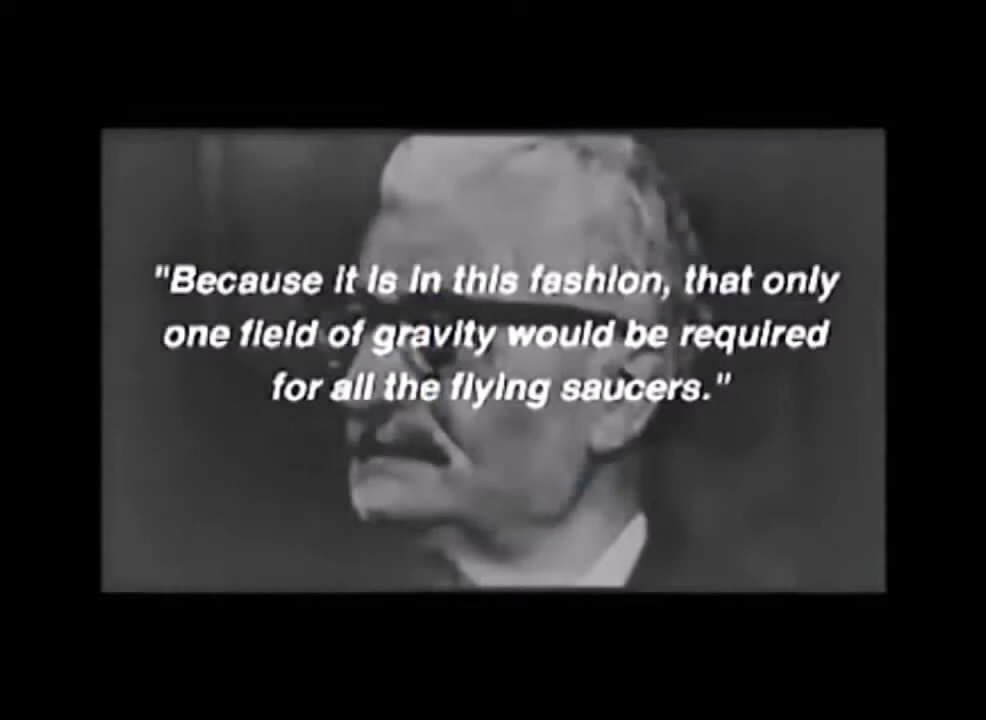 "Because it is in this fashion, that only
one field of gravity would be required
for all the flying saucers."